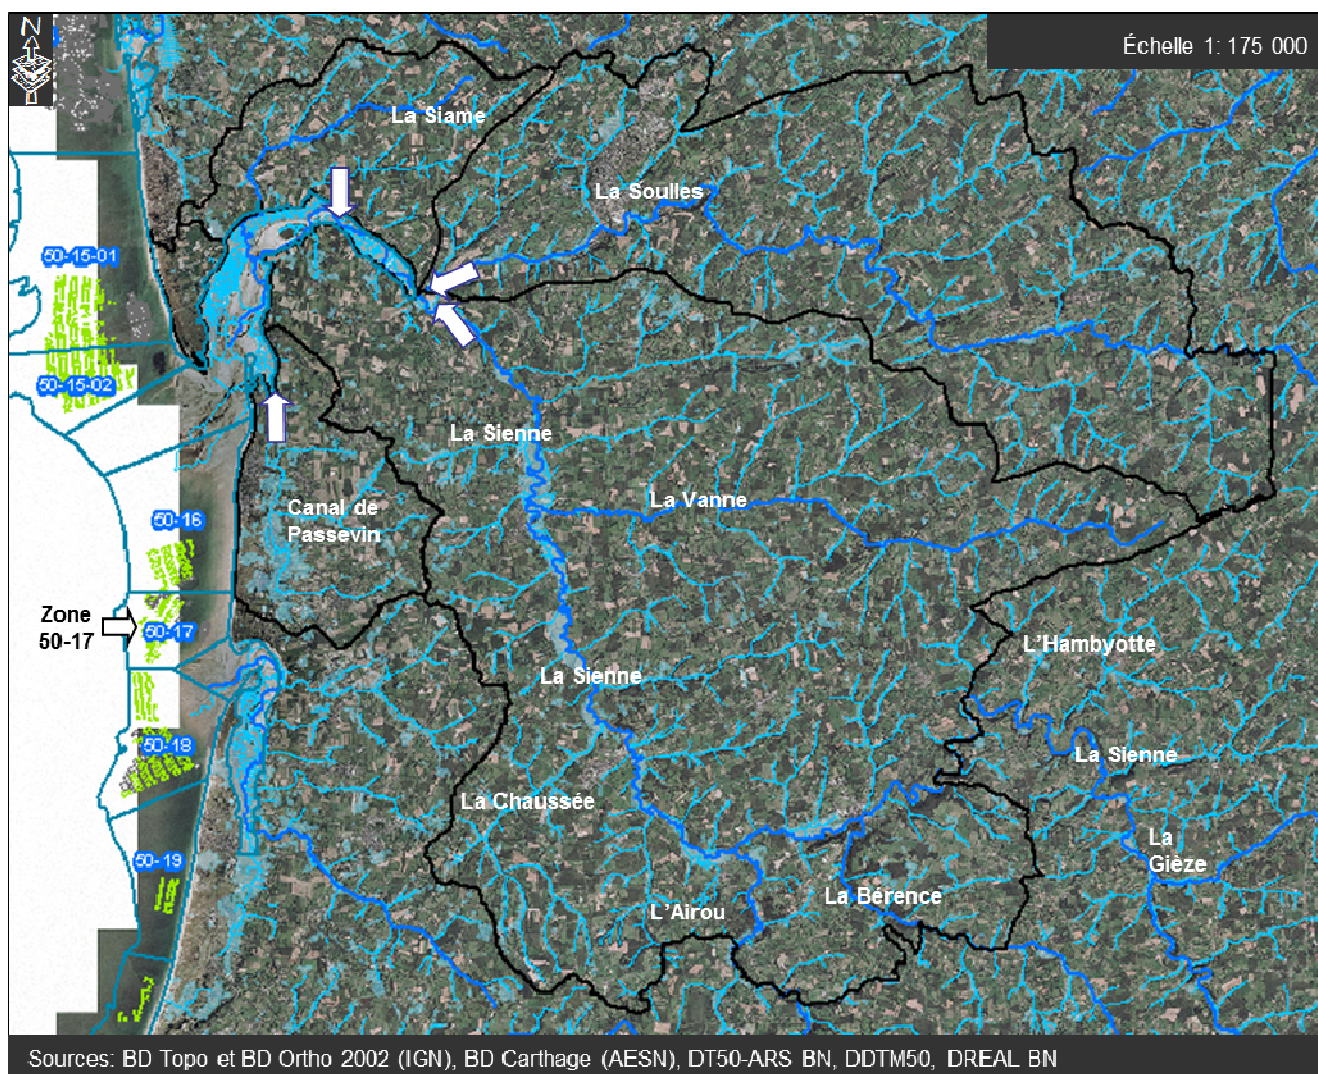 N
Échelle 1: 175 000
La Siame
La Soulles
50-15-01
50-15-02
La Sienne
La Vanne
Canal de
Passevin
50-16
Zone
50-17
50-17
L'Hambyotte
La Sienne
50-18
La Sienne
La Chaussée
La
Gièze
50-19
La Bérence
L'Airou
Sources: BD Topo et BD Ortho 2002 (IGN), BD Carthage (AESN), DT50-ARS BN, DDTM50, DREAL BN